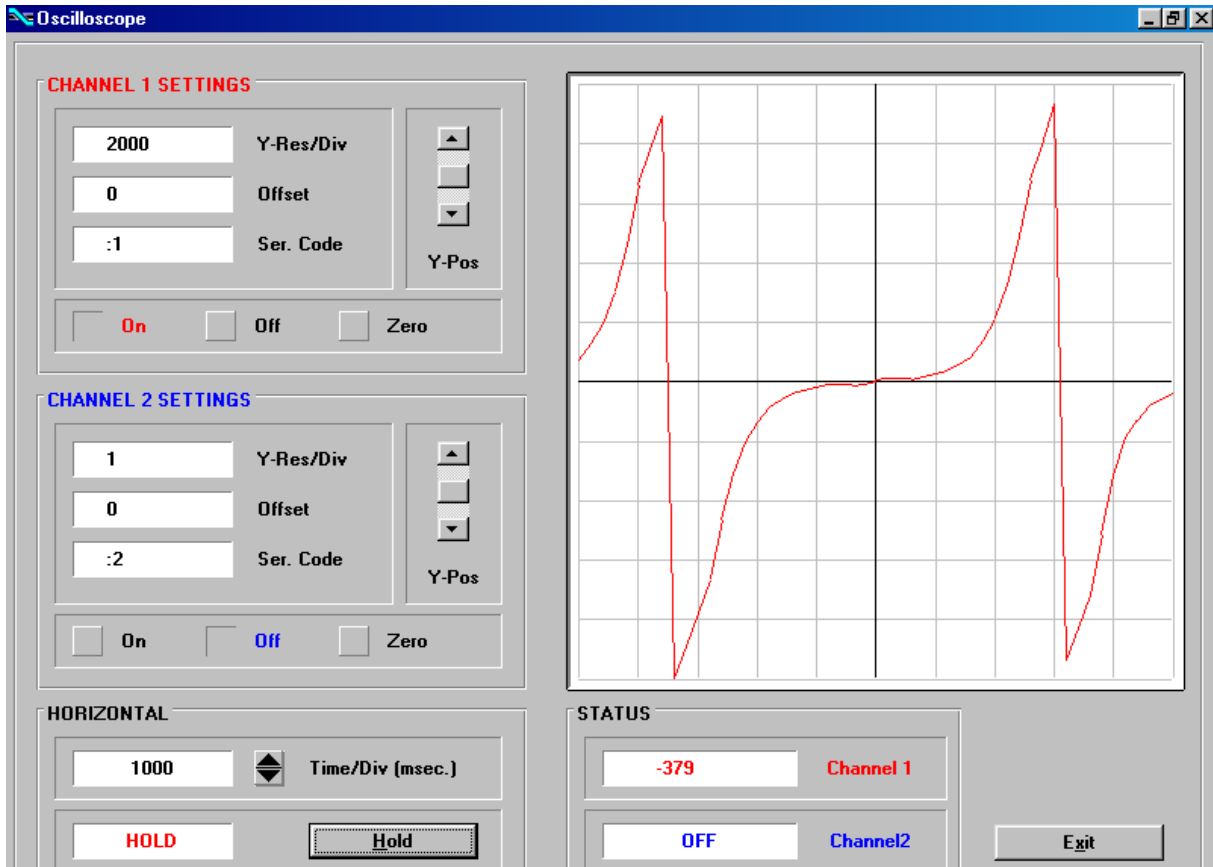 Oscilloscope
CHANNEL 1 SETTINGS
2000 Y-Res/Div
0 Offset
:1 Ser. Code
Y-Pos
On Off Zero
CHANNEL 2 SETTINGS
1 Y-Res/Div
0 Offset
:2 Ser. Code
Y-Pos
On Off Zero
HORIZONTAL
1000 Time/Div (msec.)
HOLD Hold
STATUS
-379 Channel 1
OFF Channel2
Exit